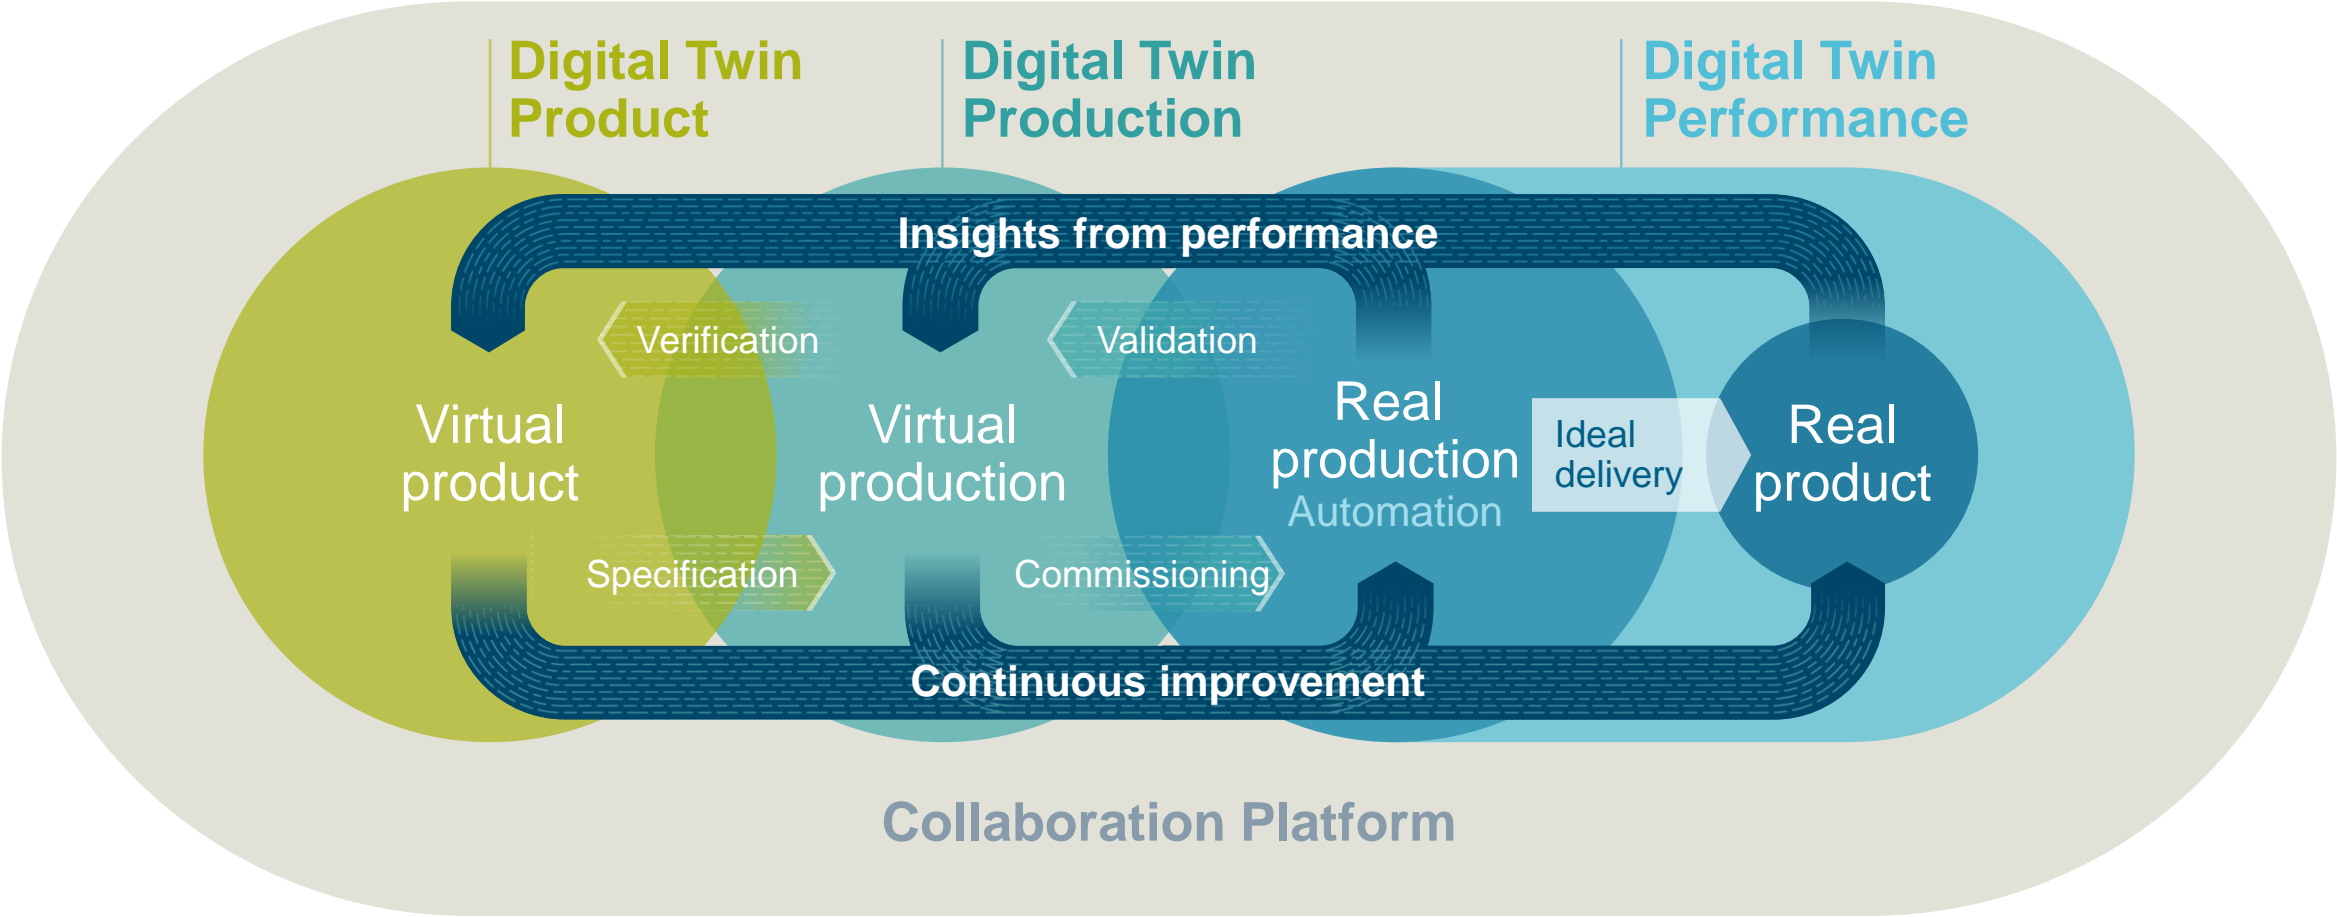 Digital Twin
Product
Digital Twin
Production
Digital Twin
Performance
Insights from performance
Verification
Validation
Virtual
product
Virtual
production
Real
production
Automation
Ideal
delivery
Real
product
Specification
Commissioning
Continuous improvement
Collaboration Platform